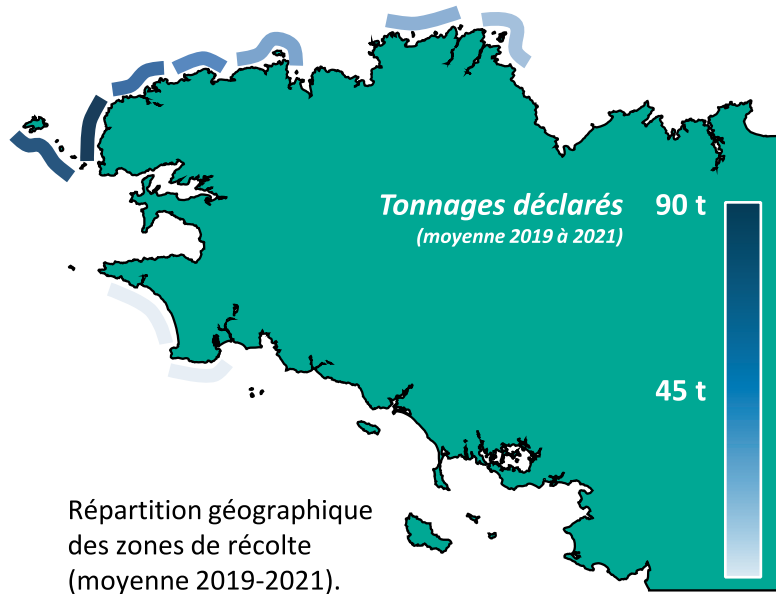 Tonnages déclarés
(moyenne 2019 à 2021)
90 t
45 t
Répartition géographique
des zones de récolte
(moyenne 2019-2021).